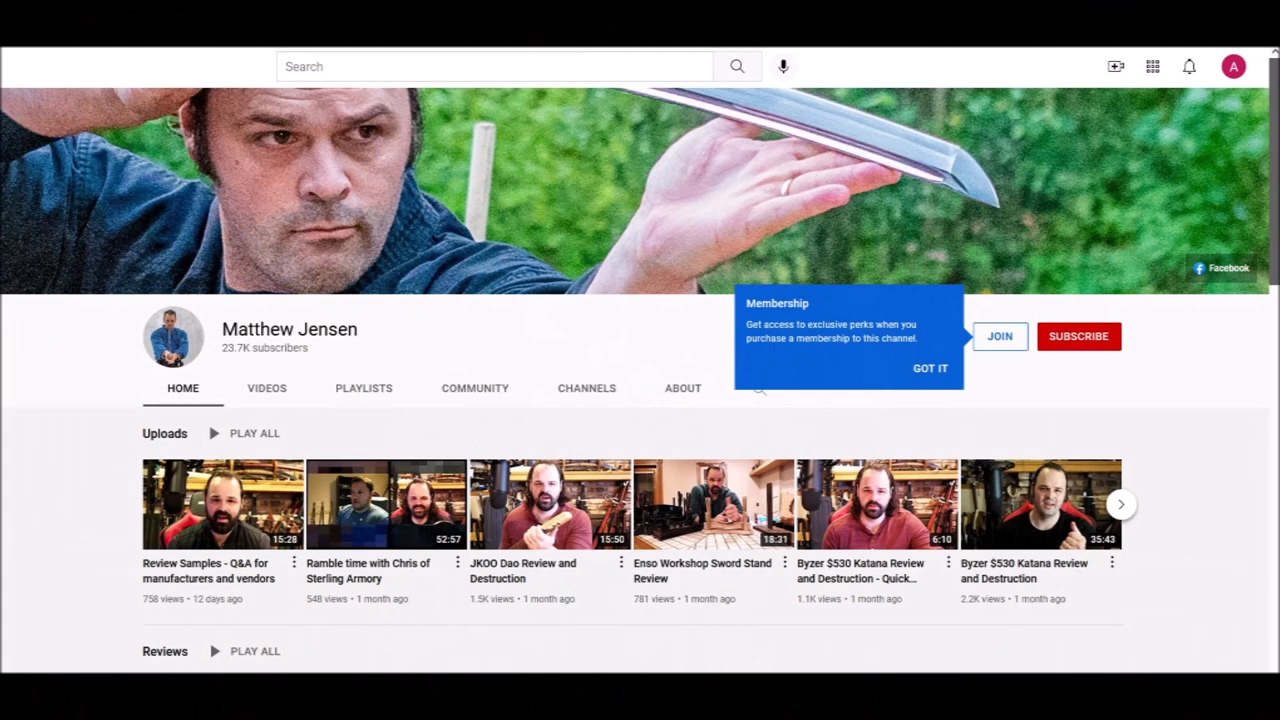 Search
A
Facebook
Membership
Get access to exclusive perks when you
purchase a membership to this channel.
GOT IT
JOIN
SUBSCRIBE
Matthew Jensen
23.7K subscribers
HOME
VIDEOS
PLAYLISTS
COMMUNITY
CHANNELS
ABOUT
Uploads
PLAY ALL
15:28
52:57
15:50
18:31
6:10
35:43
Review Samples - Q&A for
manufacturers and vendors
758 views • 12 days ago
Ramble time with Chris of
Sterling Armory
548 views • 1 month ago
JKOO Dao Review and
Destruction
1.5K views • 1 month ago
Enso Workshop Sword Stand
Review
781 views • 1 month ago
Byzer $530 Katana Review
and Destruction - Quick...
1.1K views • 1 month ago
Byzer $530 Katana Review
and Destruction
2.2K views • 1 month ago
Reviews
PLAY ALL